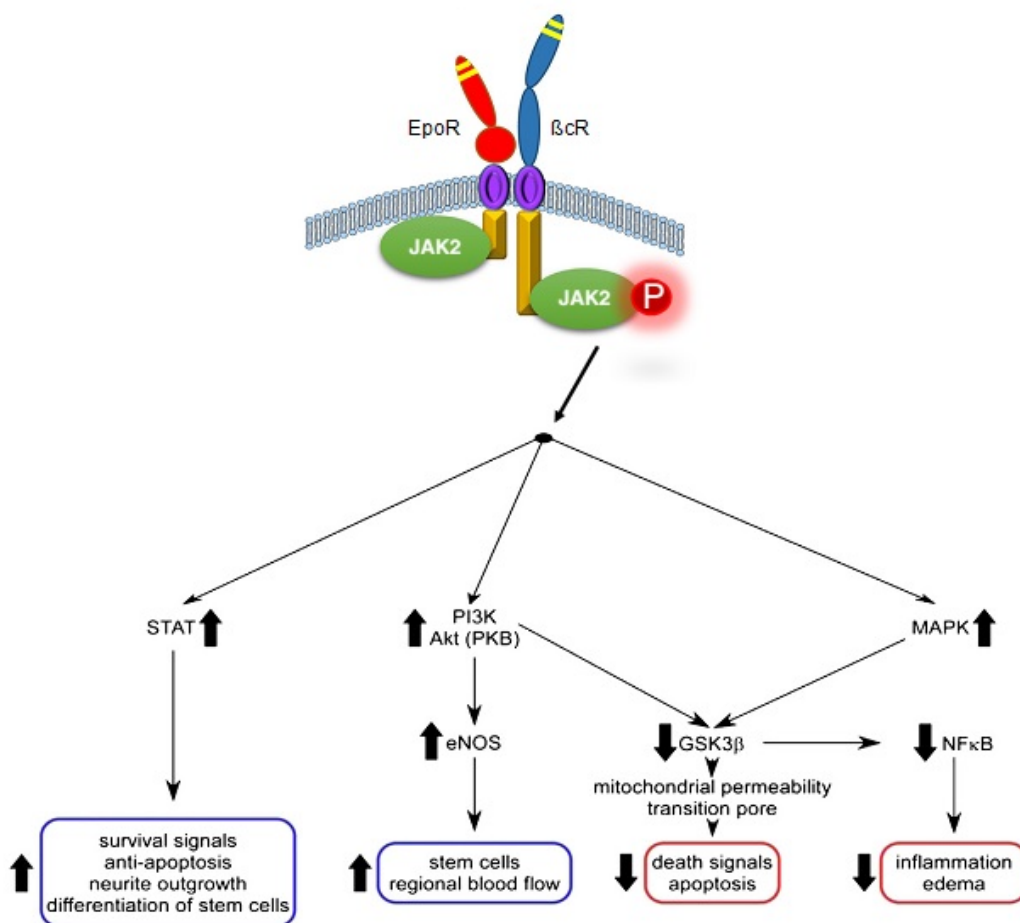 EpoR
ßcR
JAK2
JAK2
P
STAT
PI3K
Akt (PKB)
MAPK
eNOS
GSK3β
NFκB
mitochondrial permeability
transition pore
survival signals
anti-apoptosis
neurite outgrowth
differentiation of stem cells
stem cells
regional blood flow
death signals
apoptosis
inflammation
edema